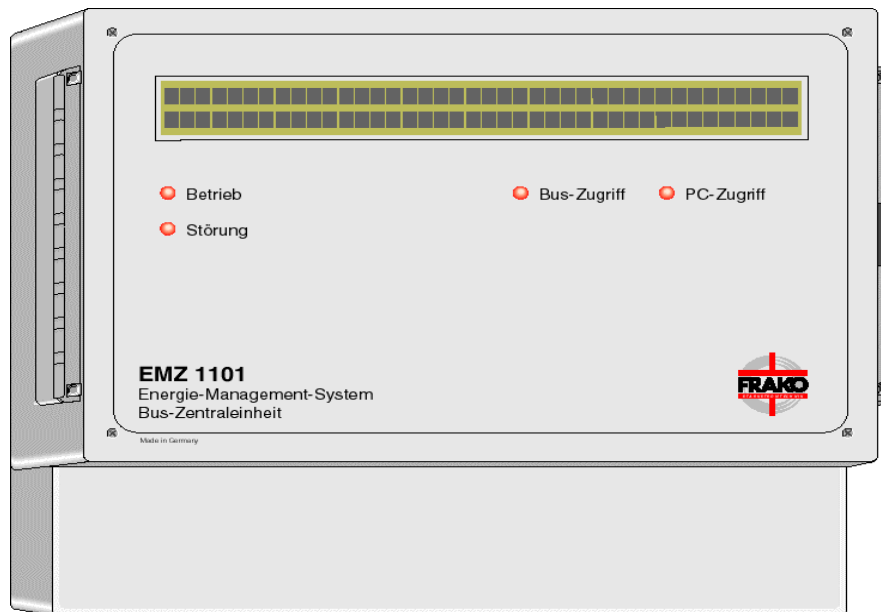 Betrieb
Bus-Zugriff
PC-Zugriff
Störung
EMZ 1101
Energie-Management-System
Bus-Zentraleinheit
FRAKO
Made in Germany